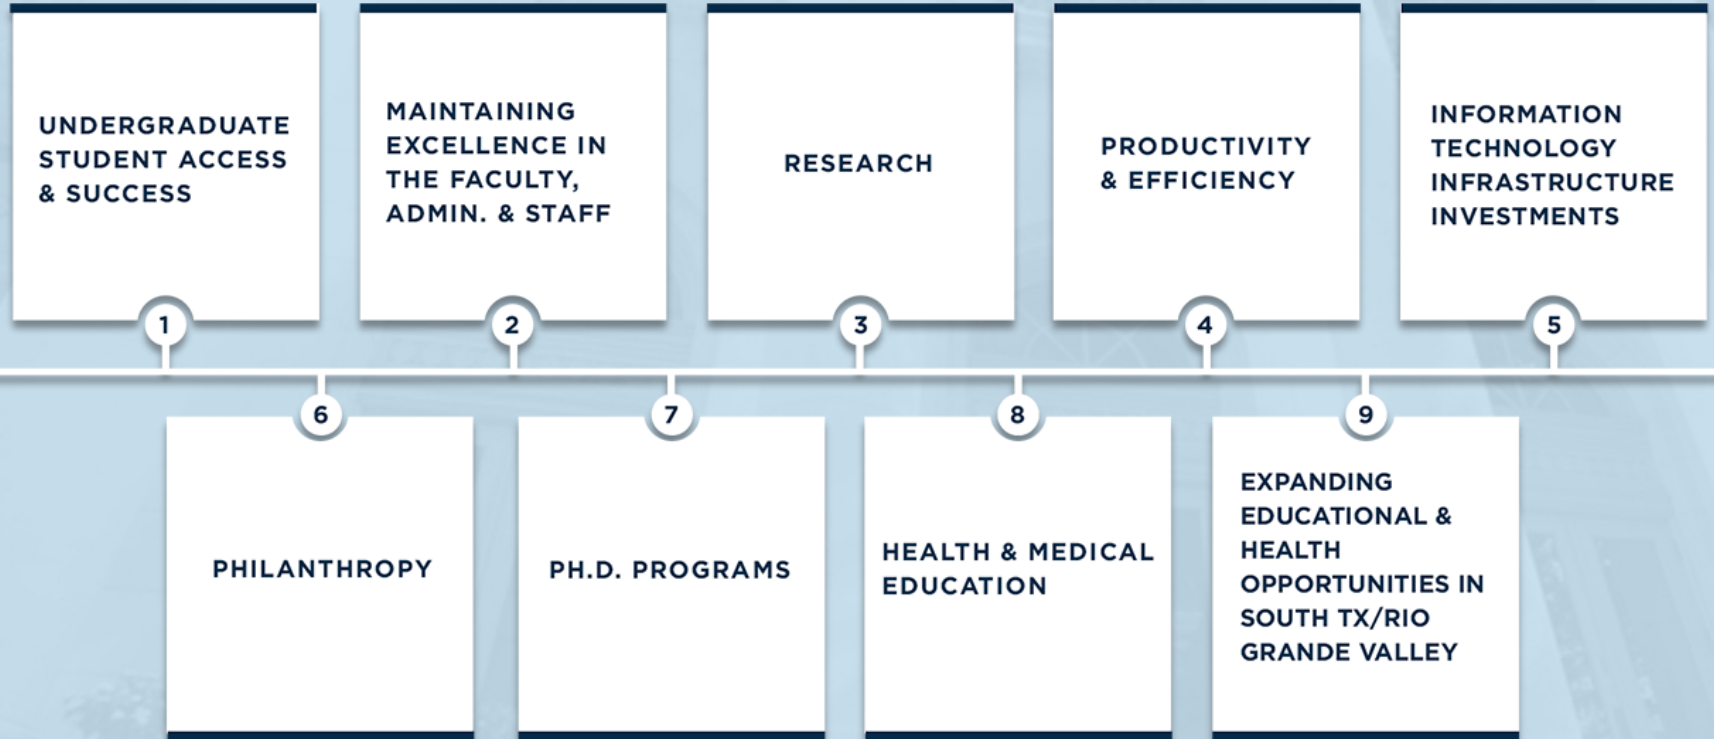 UNDERGRADUATE
STUDENT ACCESS
& SUCCESS
1
MAINTAINING
EXCELLENCE IN
THE FACULTY,
ADMIN. & STAFF
2
RESEARCH
3
PRODUCTIVITY
& EFFICIENCY
4
INFORMATION
TECHNOLOGY
INFRASTRUCTURE
INVESTMENTS
5
6
PHILANTHROPY
7
PH.D. PROGRAMS
8
HEALTH & MEDICAL
EDUCATION
9
EXPANDING
EDUCATIONAL &
HEALTH
OPPORTUNITIES IN
SOUTH TX/RIO
GRANDE VALLEY